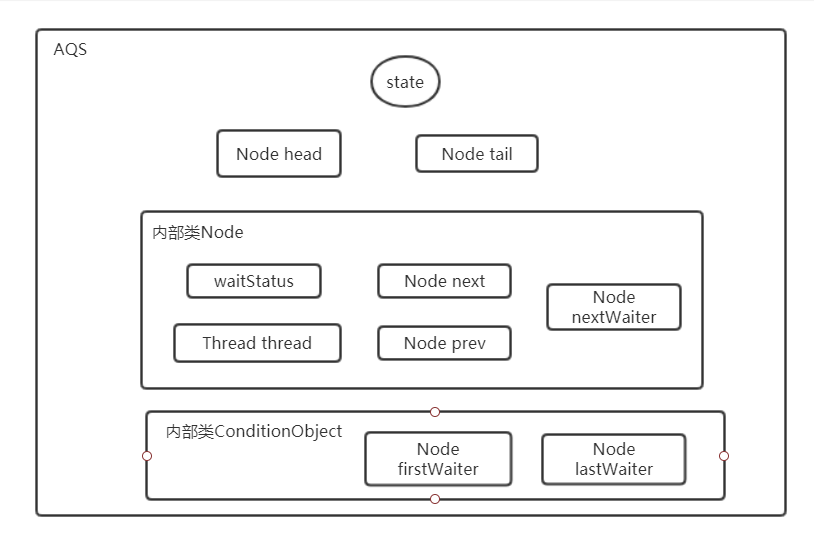 AQS
state
Node head
Node tail
内部类Node
waitStatus
Node next
Node
nextWaiter
Thread thread
Node prev
内部类ConditionObject
Node
firstWaiter
Node
lastWaiter